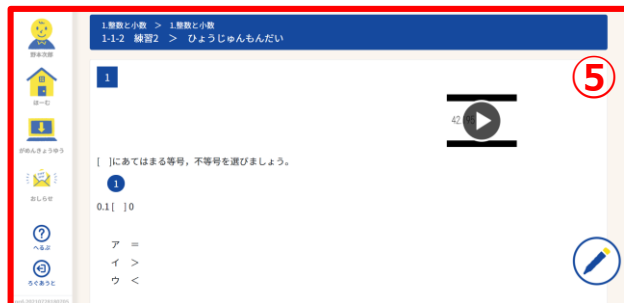 1.整数と小数 > 1.整数と小数
1-1-2 練習2 > ひょうじゅんもんだい
野本次郎
ほーむ
がめんきょうゆう
おしらせ
へるぷ
ろぐあうと
1
⑤
42.195
[ ]にあてはまる等号，不等号を選びましょう。
1
0.1[ ]0
ア =
イ >
ウ <